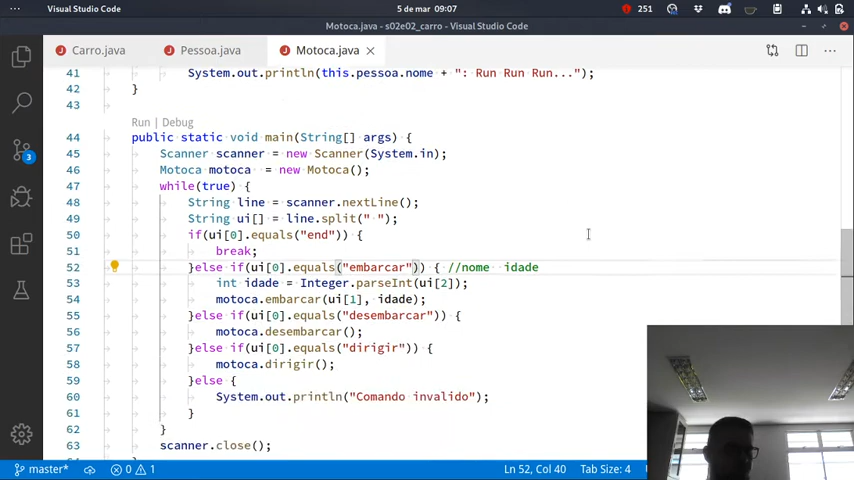 Visual Studio Code
5 de mar 09:07
251
Motoca.java - s02e02_carro - Visual Studio Code
Carro.java
Pessoa.java
Motoca.java
41 System.out.println(this.pessoa.nome + ": Run Run Run...");
42 }
43
Run | Debug
44 public static void main(String[] args) {
45 Scanner scanner = new Scanner(System.in);
46 Motoca motoca  = new Motoca();
47 while(true) {
48 String line = scanner.nextLine();
49 String ui[] = line.split(" ");
50 if(ui[0].equals("end")) {
51 break;
52 }else if(ui[0].equals("embarcar")) { //nome  idade
53 int idade = Integer.parseInt(ui[2]);
54 motoca.embarcar(ui[1], idade);
55 }else if(ui[0].equals("desembarcar")) {
56 motoca.desembarcar();
57 }else if(ui[0].equals("dirigir")) {
58 motoca.dirigir();
59 }else {
60 System.out.println("Comando invalido");
61 }
62 }
63 scanner.close();
3
master*
0
1
Ln 52, Col 40
Tab Size: 4